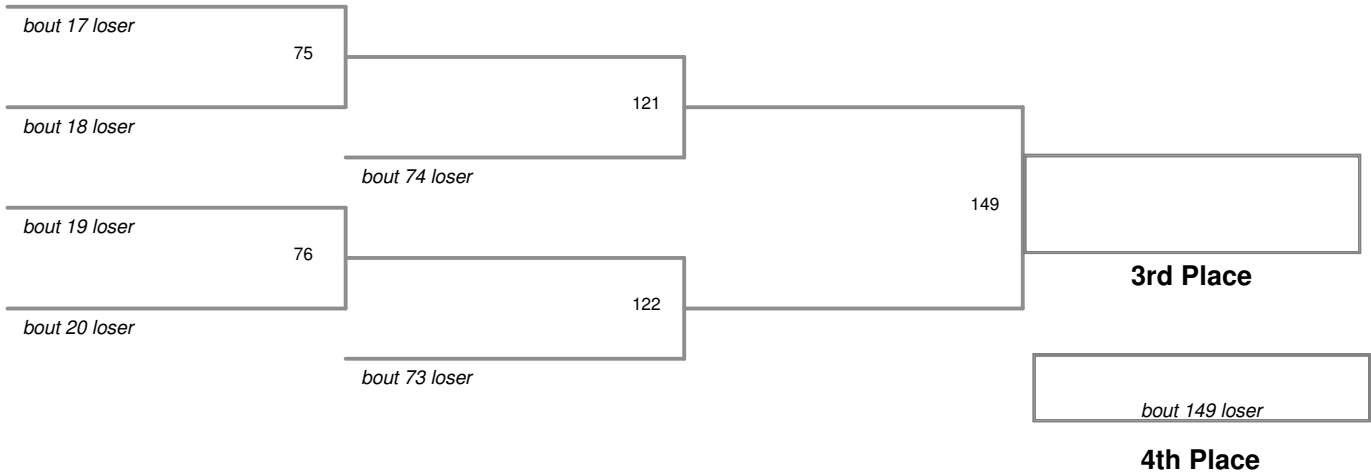 bout 17 loser
75
bout 18 loser
121
bout 74 loser
bout 19 loser
149
76
3rd Place
122
bout 20 loser
bout 73 loser
bout 149 loser
4th Place